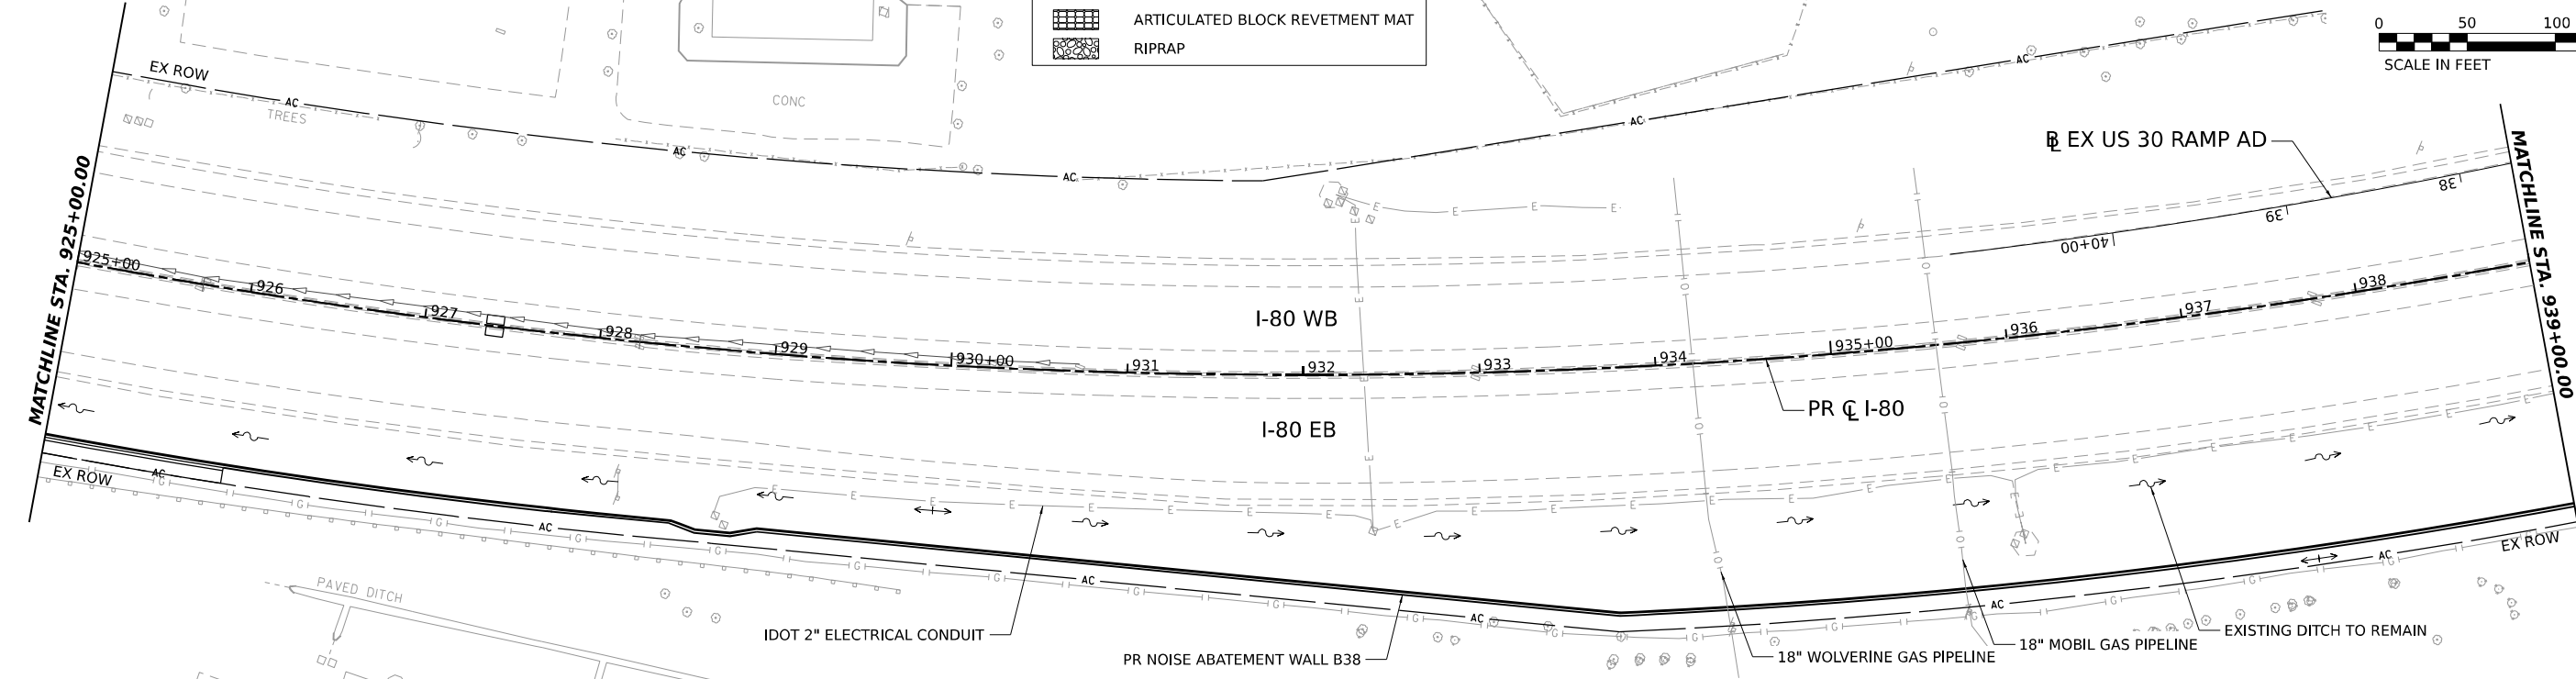 ARTICULATED BLOCK REVETMENT MAT
RIPRAP
0 50 100
SCALE IN FEET
EX ROW
AC
TREES
AC
CONC
AC
AC
AC
℄ EX US 30 RAMP AD
38
39
40+00
MATCHLINE STA. 925+00.00
MATCHLINE STA. 939+00.00
925+00
926
927
928
929
930+00
931
932
933
934
935+00
936
937
938
E E E E
E
E
E
E
I-80 WB
I-80 EB
PR ℄ I-80
EX ROW
AC
AC
AC
AC
AC
AC
EX ROW
E E E E E E E E E E E E E E E E E E E E E E E
G G G G G G G G G G G G G G G G G
PAVED DITCH
IDOT 2" ELECTRICAL CONDUIT
PR NOISE ABATEMENT WALL B38
18" WOLVERINE GAS PIPELINE
18" MOBIL GAS PIPELINE
EXISTING DITCH TO REMAIN